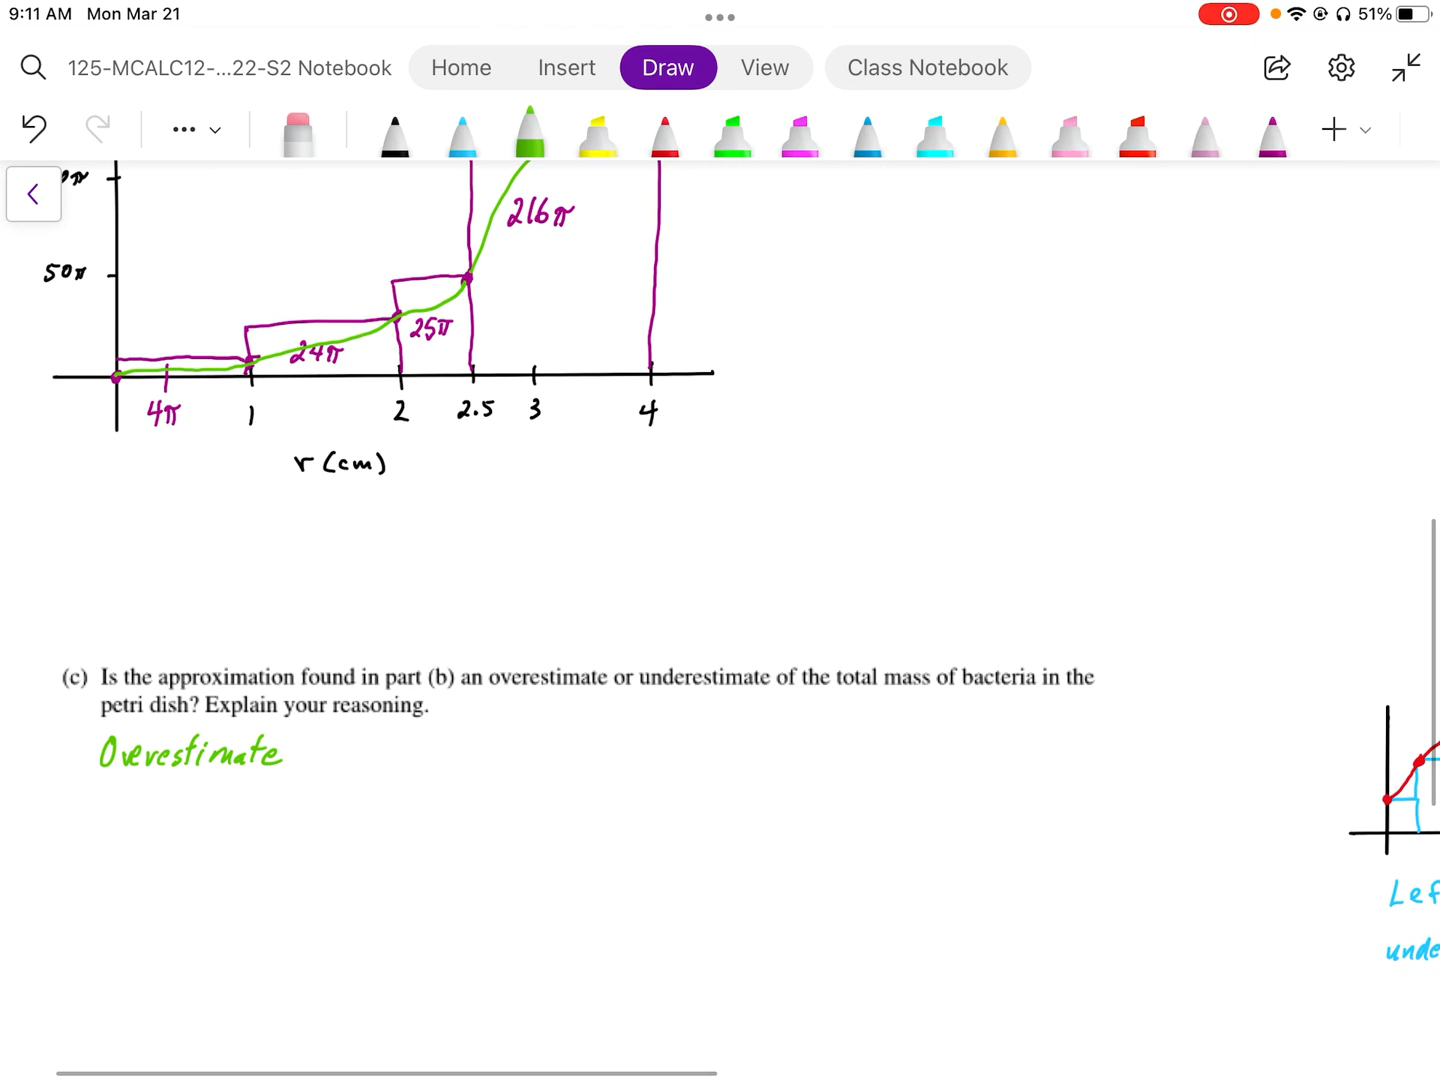 9:11 AM Mon Mar 21
51%
125-MCALC12-...22-S2 Notebook Home Insert Draw View Class Notebook
216π
50π
25π
24π
4π 1 2 2.5 3 4
r (cm)
(c) Is the approximation found in part (b) an overestimate or underestimate of the total mass of bacteria in the
petri dish? Explain your reasoning.
Overestimate
Lef
unde